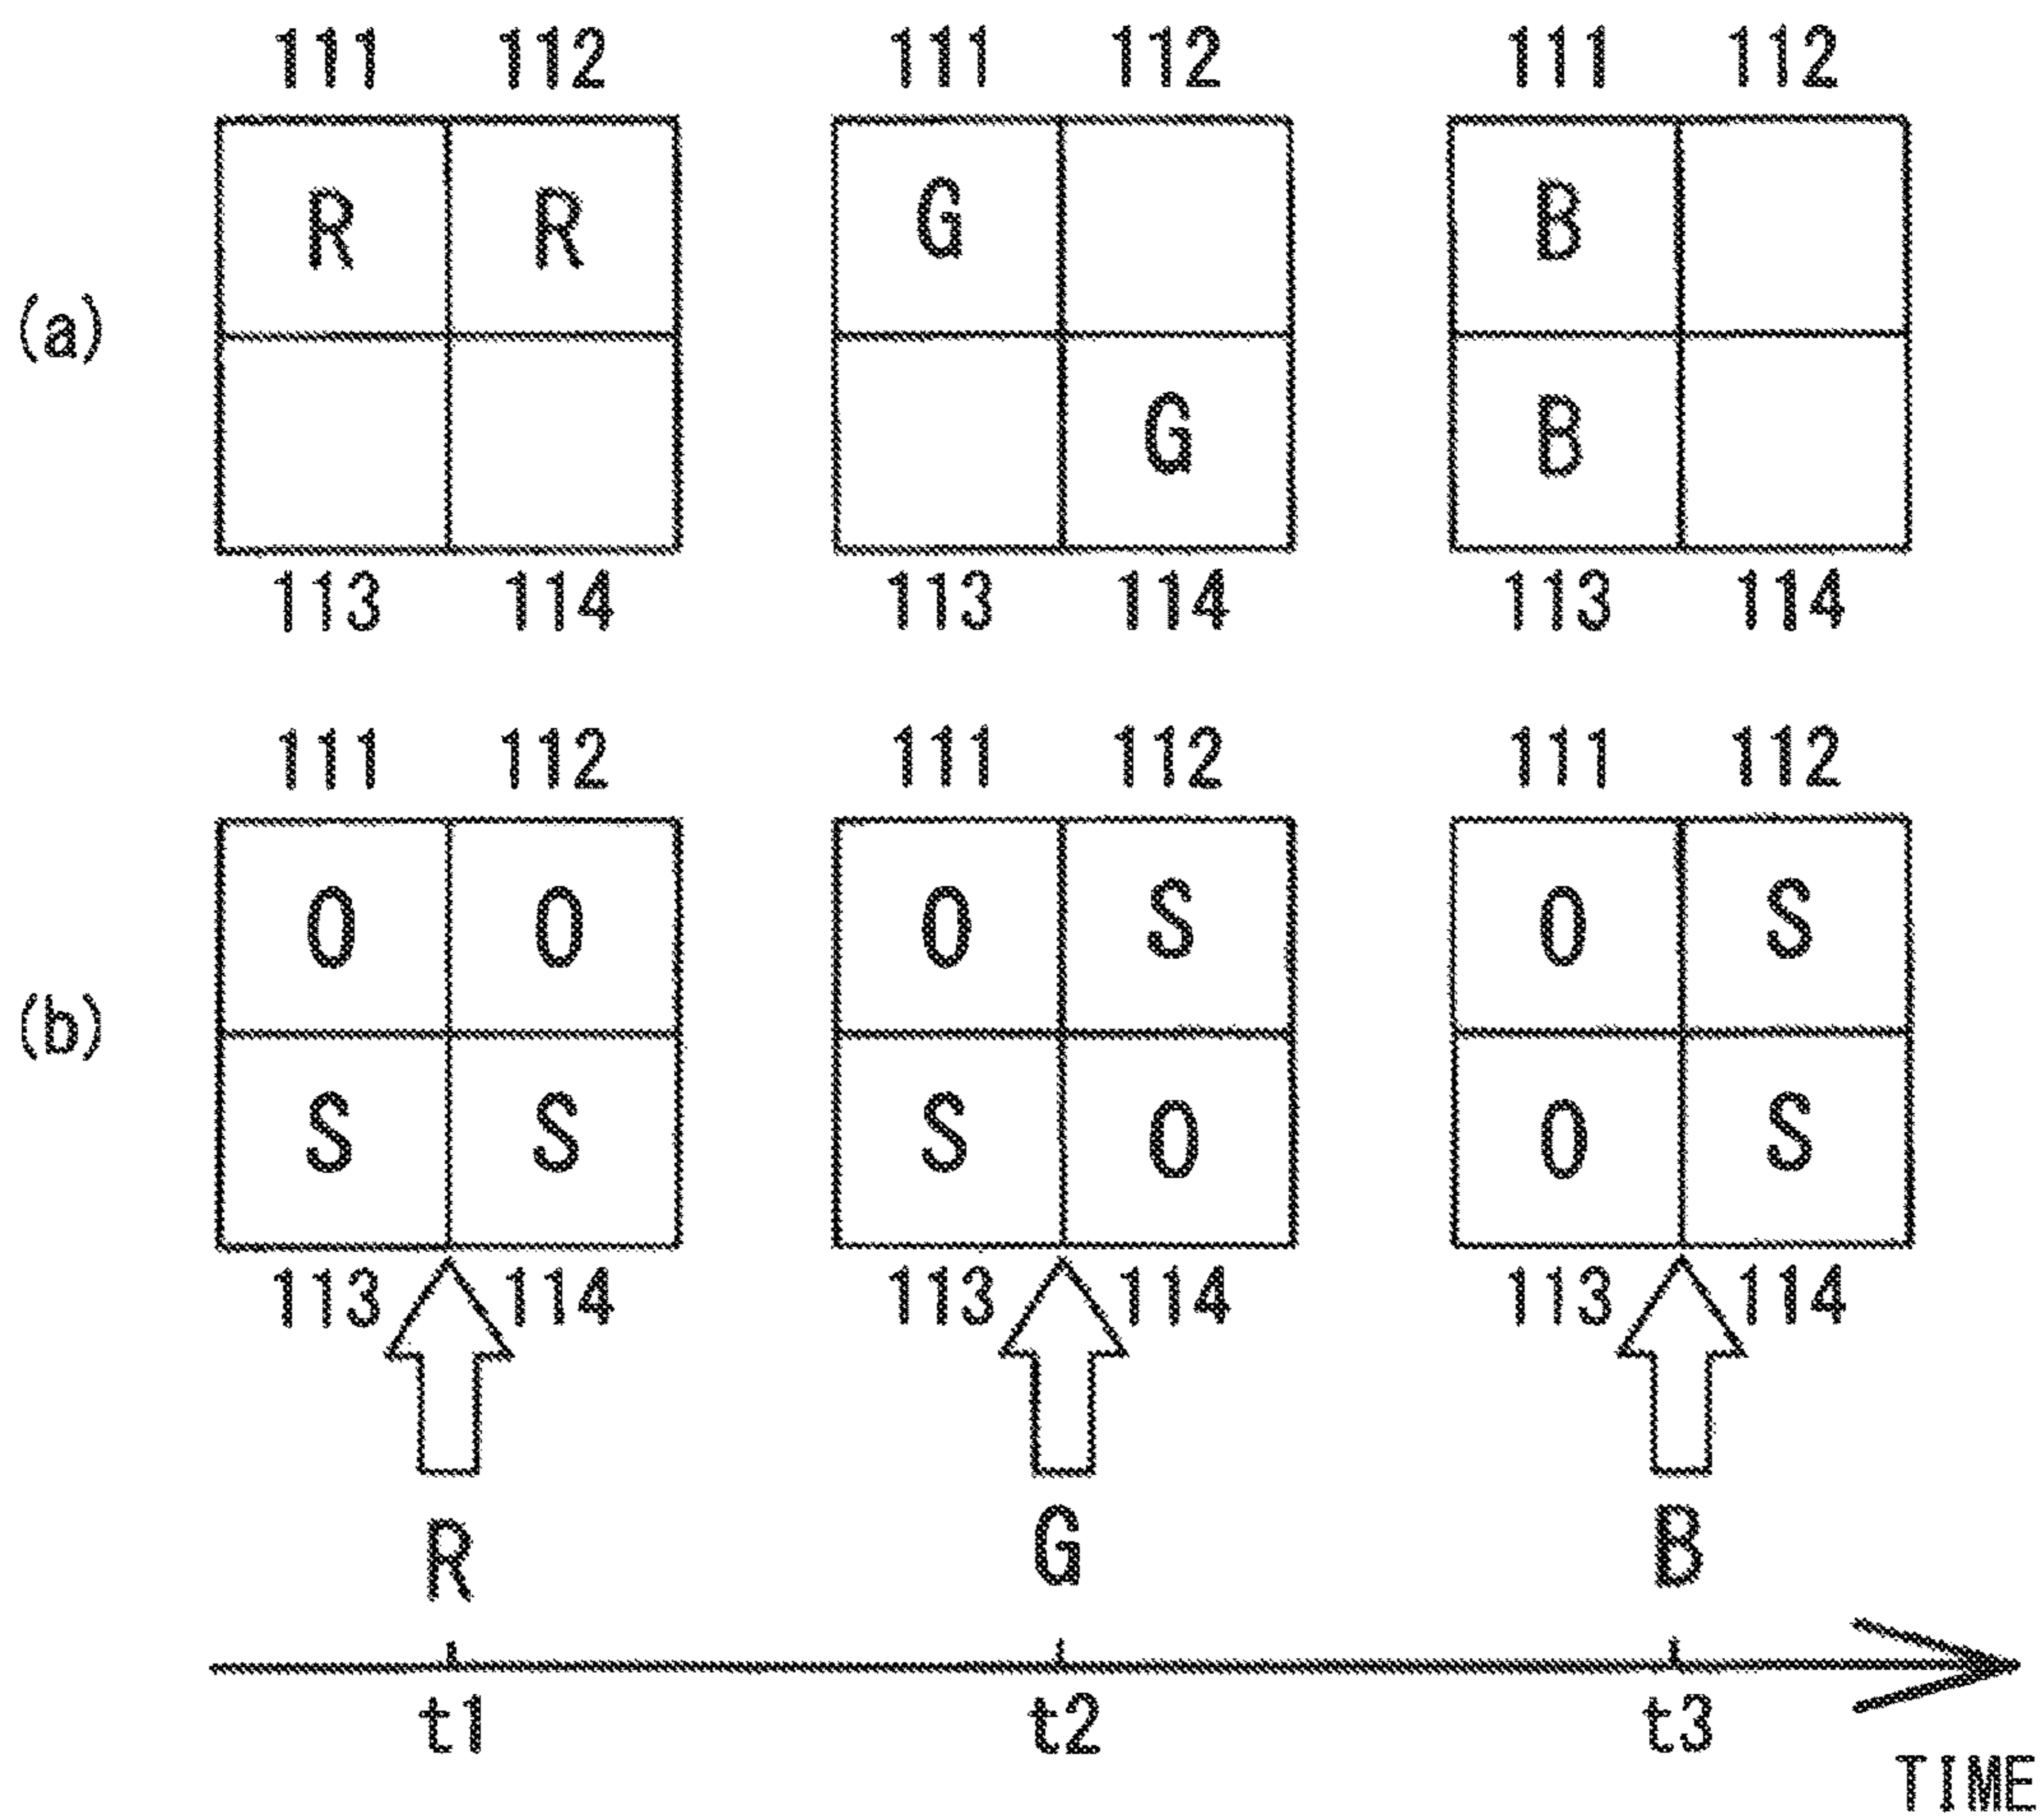 111 112 111 112 111 112
R R G B
(a)
G B
113 114 113 114 113 114
111 112 111 112 111 112
O O O S O S
(b)
S S S O O S
113 114 113 114 113 114
R G B
t1 t2 t3
TIME